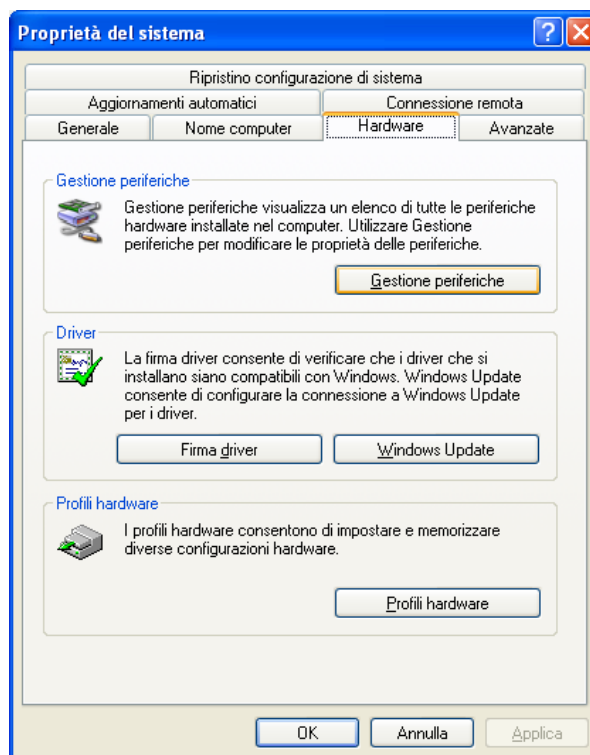 Proprietà del sistema
Ripristino configurazione di sistema
Aggiornamenti automatici
Connessione remota
Generale
Nome computer
Hardware
Avanzate
Gestione periferiche
Gestione periferiche visualizza un elenco di tutte le periferiche
hardware installate nel computer. Utilizzare Gestione
periferiche per modificare le proprietà delle periferiche.
Gestione periferiche
Driver
La firma driver consente di verificare che i driver che si
installano siano compatibili con Windows. Windows Update
consente di configurare la connessione a Windows Update
per i driver.
Firma driver
Windows Update
Profili hardware
I profili hardware consentono di impostare e memorizzare
diverse configurazioni hardware.
Profili hardware
OK
Annulla
Applica